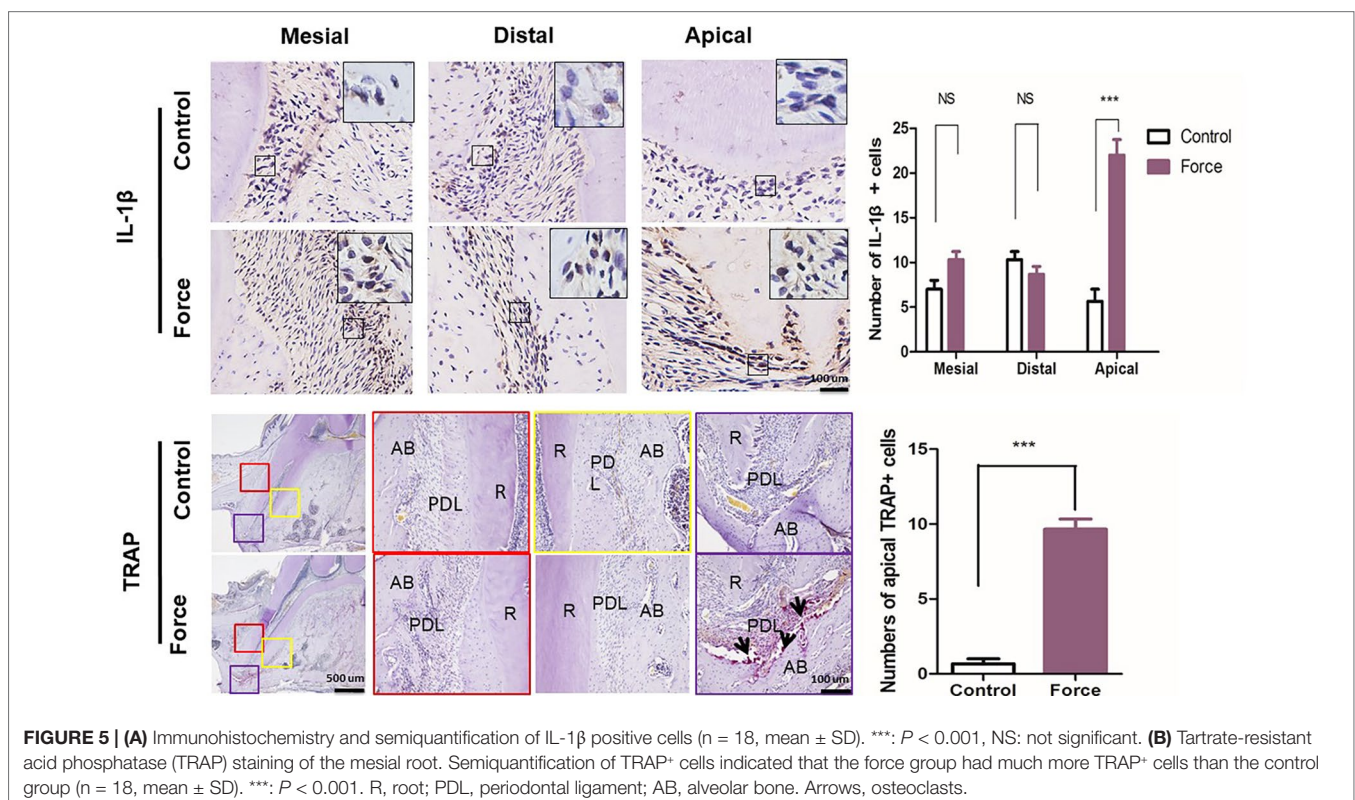 Mesial Distal Apical
IL-1β
Control
Force
100 um
NS NS ***
Number of IL-1β + cells
25
20
15
10
5
0
Mesial Distal Apical
Control
Force
TRAP
Control
Force
AB PDL R
R PD L AB
R PDL AB
AB PDL R
R PDL AB
R PDL AB
500 um
100 um
***
Numbers of apical TRAP+ cells
15
10
5
0
Control Force
FIGURE 5 | (A) Immunohistochemistry and semiquantification of IL-1β positive cells (n = 18, mean ± SD). ***: P < 0.001, NS: not significant. (B) Tartrate-resistant
acid phosphatase (TRAP) staining of the mesial root. Semiquantification of TRAP⁺ cells indicated that the force group had much more TRAP⁺ cells than the control
group (n = 18, mean ± SD). ***: P < 0.001. R, root; PDL, periodontal ligament; AB, alveolar bone. Arrows, osteoclasts.